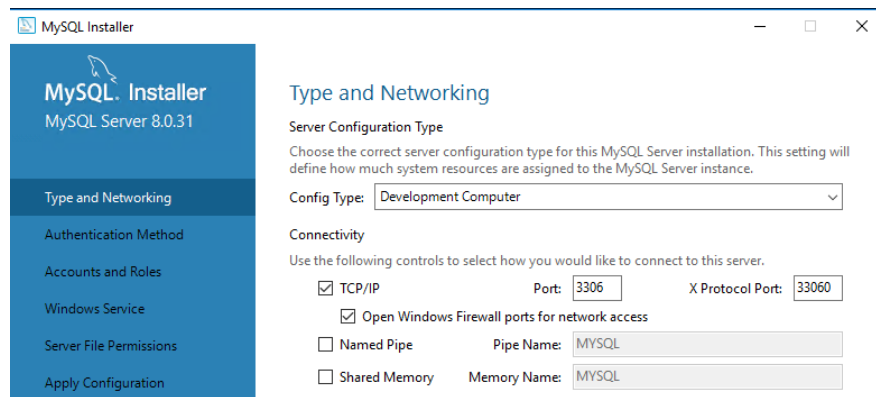 MySQL Installer
MySQL. Installer
MySQL Server 8.0.31
Type and Networking
Authentication Method
Accounts and Roles
Windows Service
Server File Permissions
Apply Configuration
Type and Networking
Server Configuration Type
Choose the correct server configuration type for this MySQL Server installation. This setting will
define how much system resources are assigned to the MySQL Server instance.
Config Type: Development Computer
Connectivity
Use the following controls to select how you would like to connect to this server.
TCP/IP Port: 3306 X Protocol Port: 33060
Open Windows Firewall ports for network access
Named Pipe Pipe Name: MYSQL
Shared Memory Memory Name: MYSQL